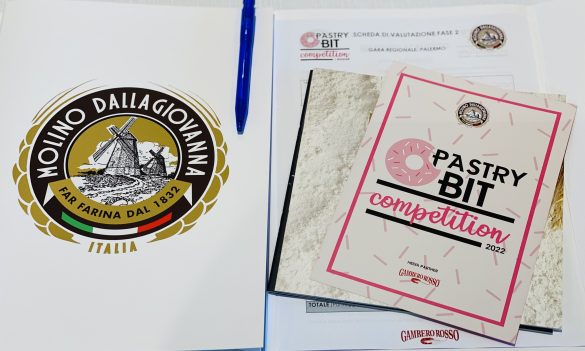 MOLINO DALLAGIOVANNA
FAR FARINA DAL 1832
ITALIA
PASTRY
BIT
competition
SCHEDA DI VALUTAZIONE FASE 2
GARA REGIONALE PALERMO
PASTRY
BIT
competition
2022
MEDIA PARTNER
GAMBERO ROSSO
TOTALE
GAMBERO ROSSO